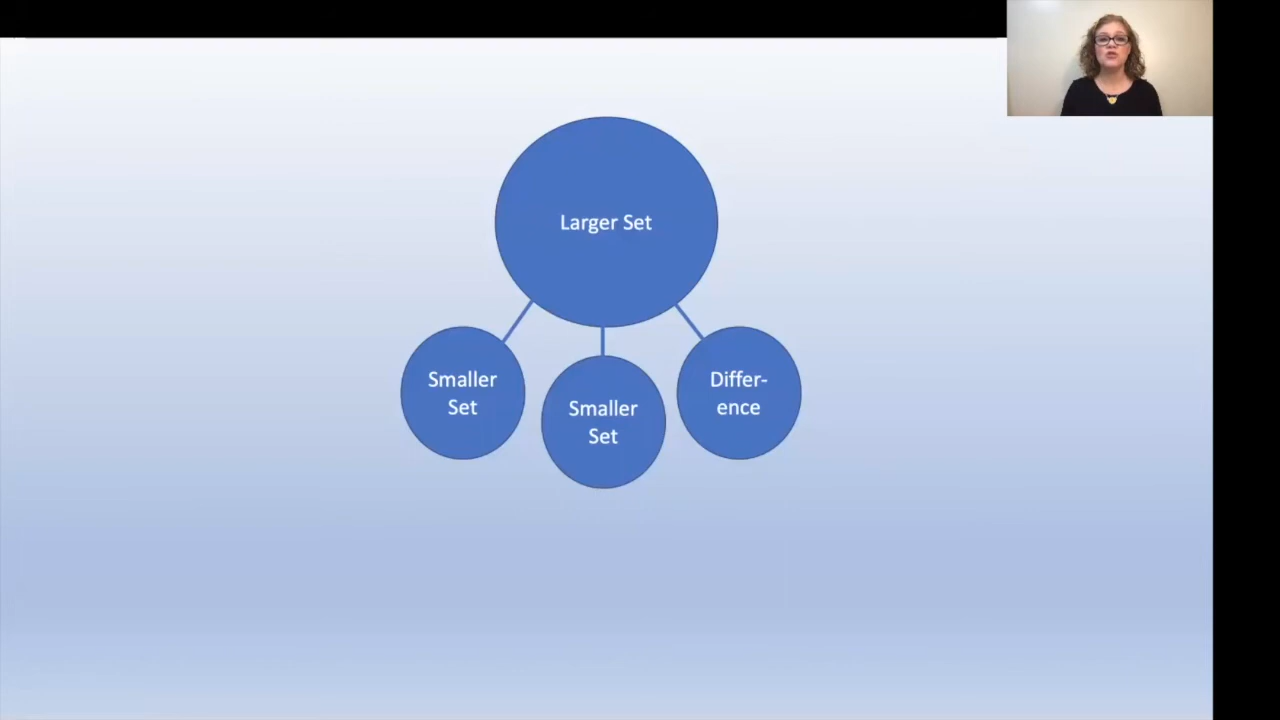 Larger Set
Smaller
Set
Smaller
Set
Differ-
ence